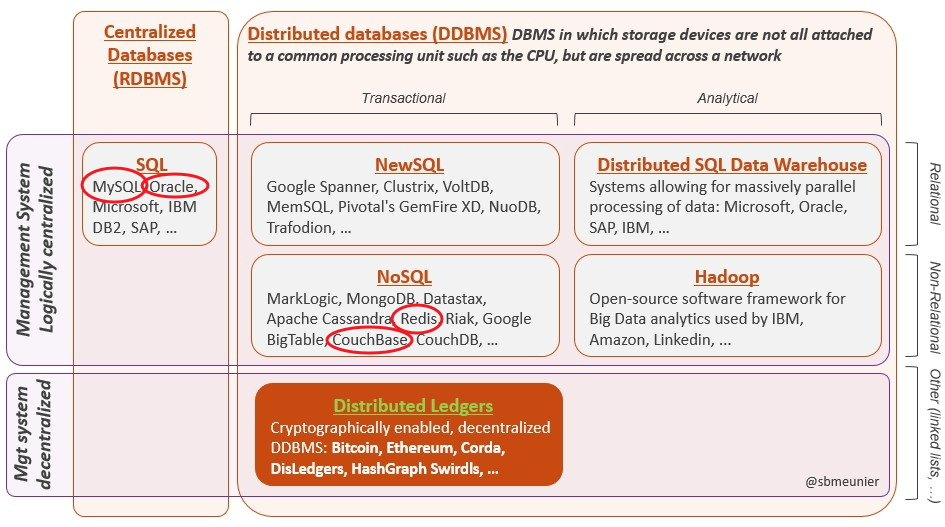 Centralized
Databases
(RDBMS)
Distributed databases (DDBMS) DBMS in which storage devices are not all attached
to a common processing unit such as the CPU, but are spread across a network
Transactional
Analytical
Management System
Logically centralized
SQL
MySQL, Oracle,
Microsoft, IBM
DB2, SAP, ...
NewSQL
Google Spanner, Clustrix, VoltDB,
MemSQL, Pivotal's GemFire XD, NuoDB,
Trafodion, ...
Distributed SQL Data Warehouse
Systems allowing for massively parallel
processing of data: Microsoft, Oracle,
SAP, IBM, ...
Relational
NoSQL
MarkLogic, MongoDB, Datastax,
Apache Cassandra, Redis, Riak, Google
BigTable, CouchBase, CouchDB, ...
Hadoop
Open-source software framework for
Big Data analytics used by IBM,
Amazon, Linkedin, ...
Non-Relational
Mgt system
decentralized
Distributed Ledgers
Cryptographically enabled, decentralized
DDBMS: Bitcoin, Ethereum, Corda,
DisLedgers, HashGraph Swirlds, ...
Other (linked
lists, ...)
@sbmeunier